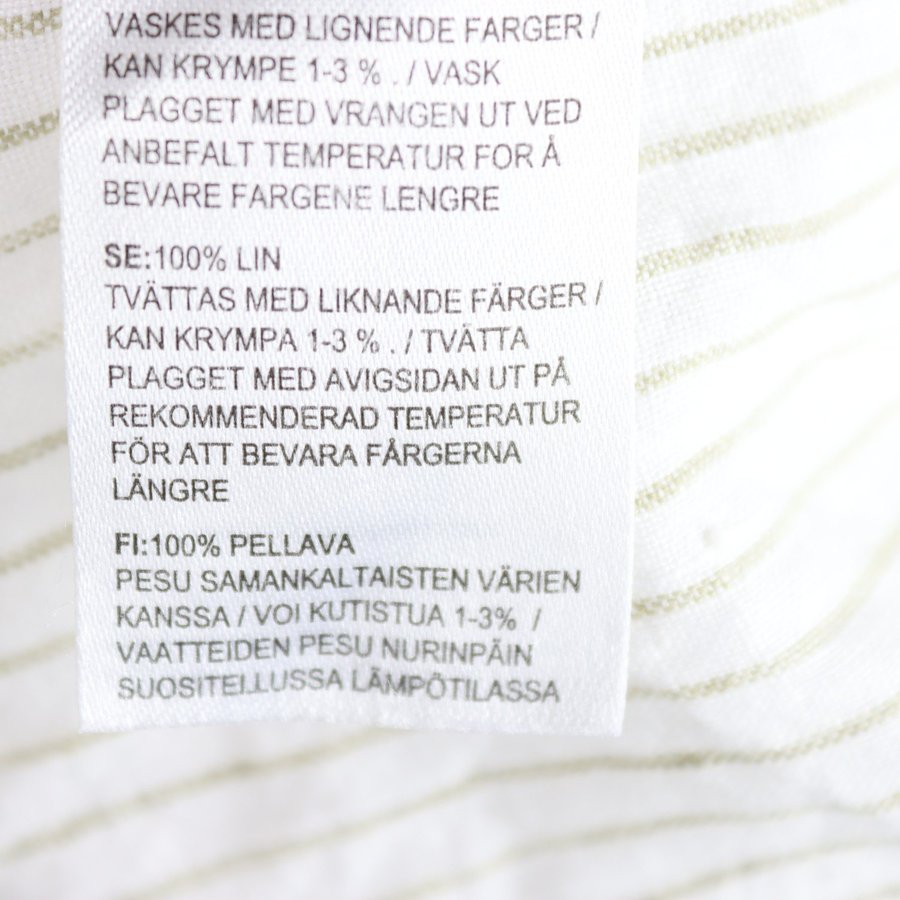 VASKES MED LIGNENDE FARGER /
KAN KRYMPE 1-3 % . / VASK
PLAGGET MED VRANGEN UT VED
ANBEFALT TEMPERATUR FOR Å
BEVARE FARGENE LENGRE
SE:100% LIN
TVÄTTAS MED LIKNANDE FÄRGER /
KAN KRYMPA 1-3 % . / TVÄTTA
PLAGGET MED AVIGSIDAN UT PÅ
REKOMMENDERAD TEMPERATUR
FÖR ATT BEVARA FÅRGERNA
LÄNGRE
FI:100% PELLAVA
PESU SAMANKALTAISTEN VÄRIEN
KANSSA / VOI KUTISTUA 1-3% /
VAATTEIDEN PESU NURINPÄIN
SUOSITELLUSSA LÄMPÖTILASSA